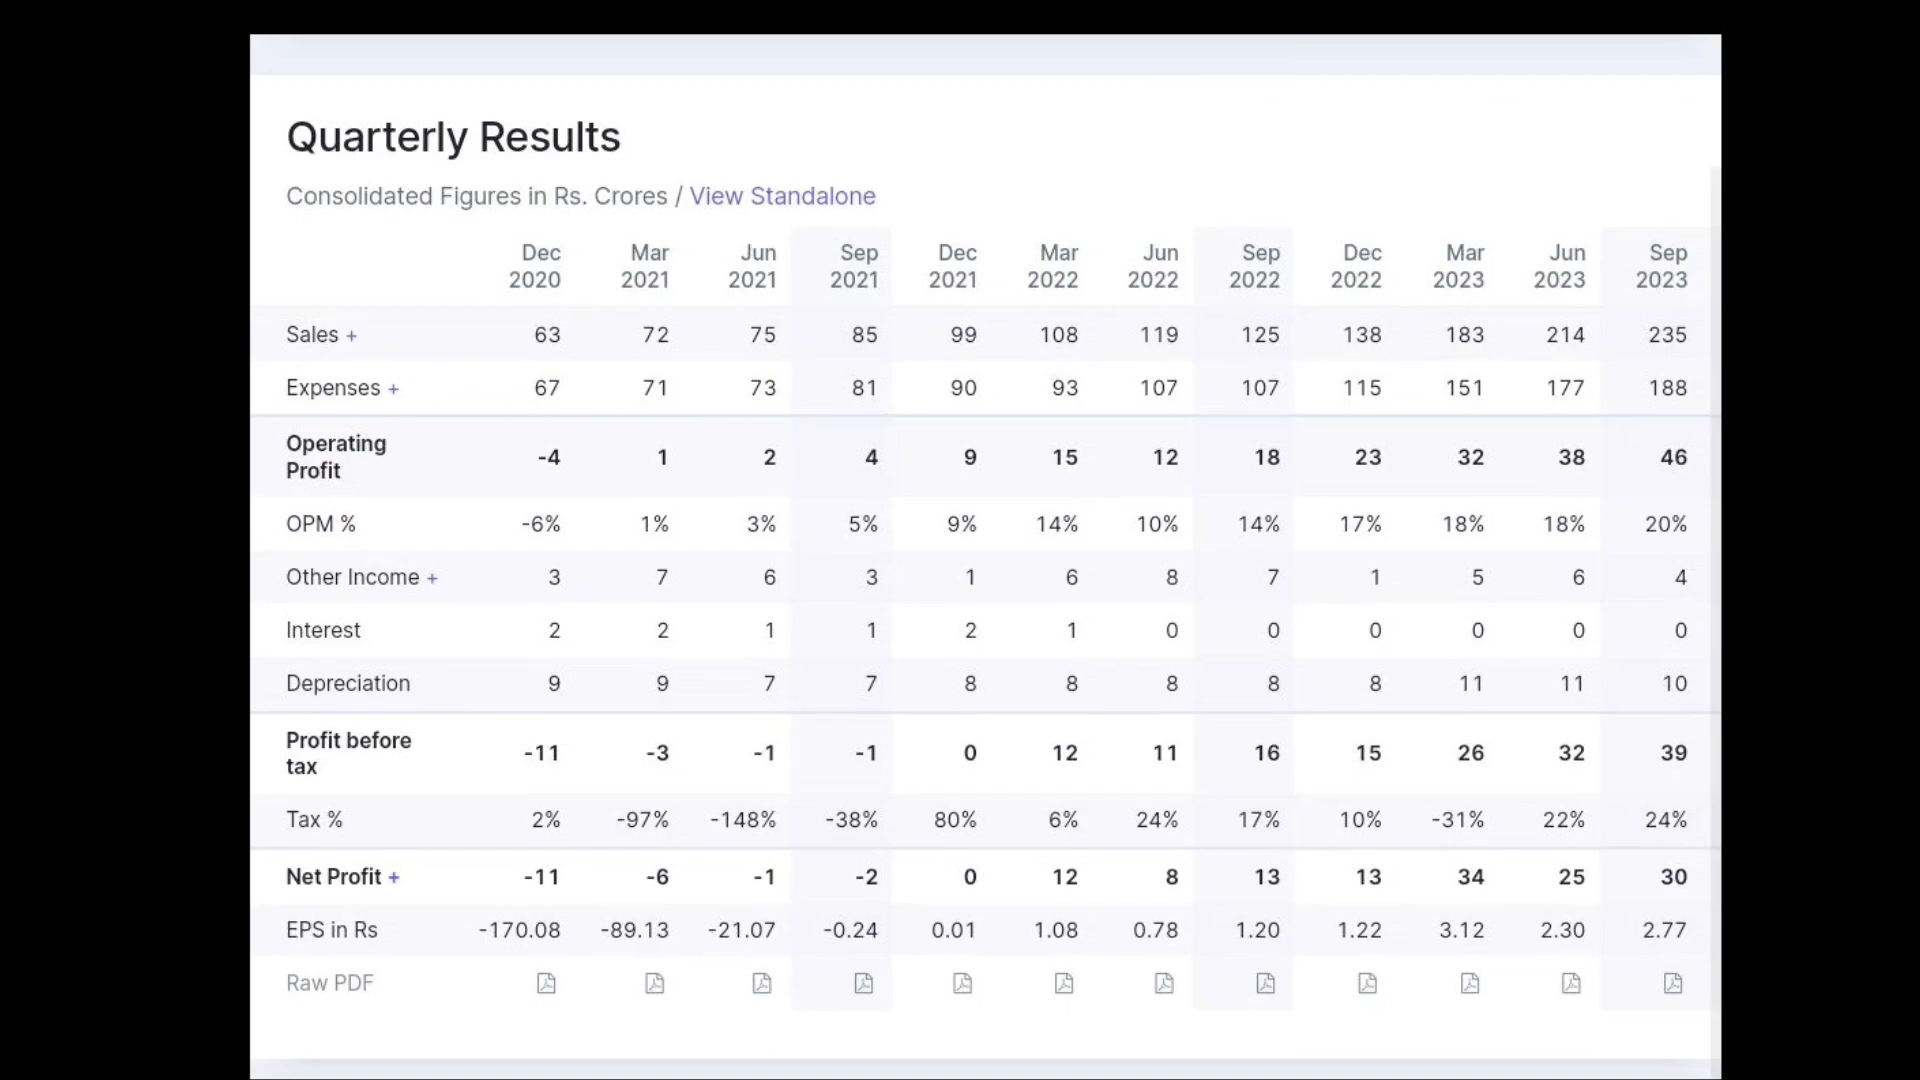 Quarterly Results
Consolidated Figures in Rs. Crores / View Standalone
Dec 2020 Mar 2021 Jun 2021 Sep 2021 Dec 2021 Mar 2022 Jun 2022 Sep 2022 Dec 2022 Mar 2023 Jun 2023 Sep 2023
Sales + 63 72 75 85 99 108 119 125 138 183 214 235
Expenses + 67 71 73 81 90 93 107 107 115 151 177 188
Operating Profit -4 1 2 4 9 15 12 18 23 32 38 46
OPM % -6% 1% 3% 5% 9% 14% 10% 14% 17% 18% 18% 20%
Other Income + 3 7 6 3 1 6 8 7 1 5 6 4
Interest 2 2 1 1 2 1 0 0 0 0 0 0
Depreciation 9 9 7 7 8 8 8 8 8 11 11 10
Profit before tax -11 -3 -1 -1 0 12 11 16 15 26 32 39
Tax % 2% -97% -148% -38% 80% 6% 24% 17% 10% -31% 22% 24%
Net Profit + -11 -6 -1 -2 0 12 8 13 13 34 25 30
EPS in Rs -170.08 -89.13 -21.07 -0.24 0.01 1.08 0.78 1.20 1.22 3.12 2.30 2.77
Raw PDF